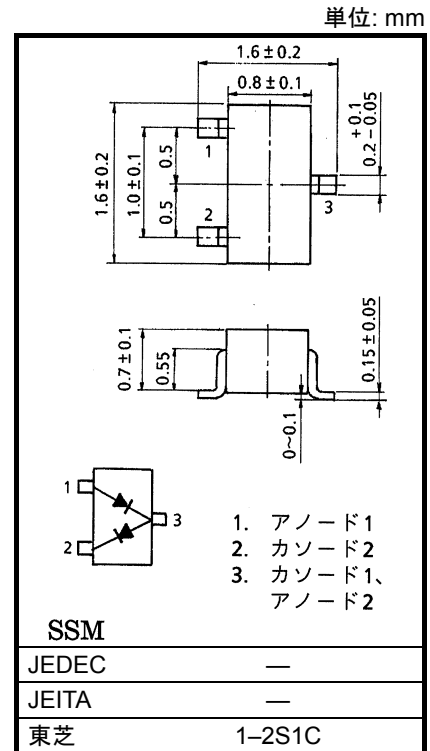 単位: mm
1.6±0.2
0.8±0.1
1.6±0.2
1.0±0.1
0.5
0.5
+0.1
0.2−0.05
1
2
3
0.7±0.1
0.55
0.15±0.05
0~0.1
1
2
3
1. アノード1
2. カソード2
3. カソード1、
アノード2
SSM
JEDEC —
JEITA —
東芝 1–2S1C